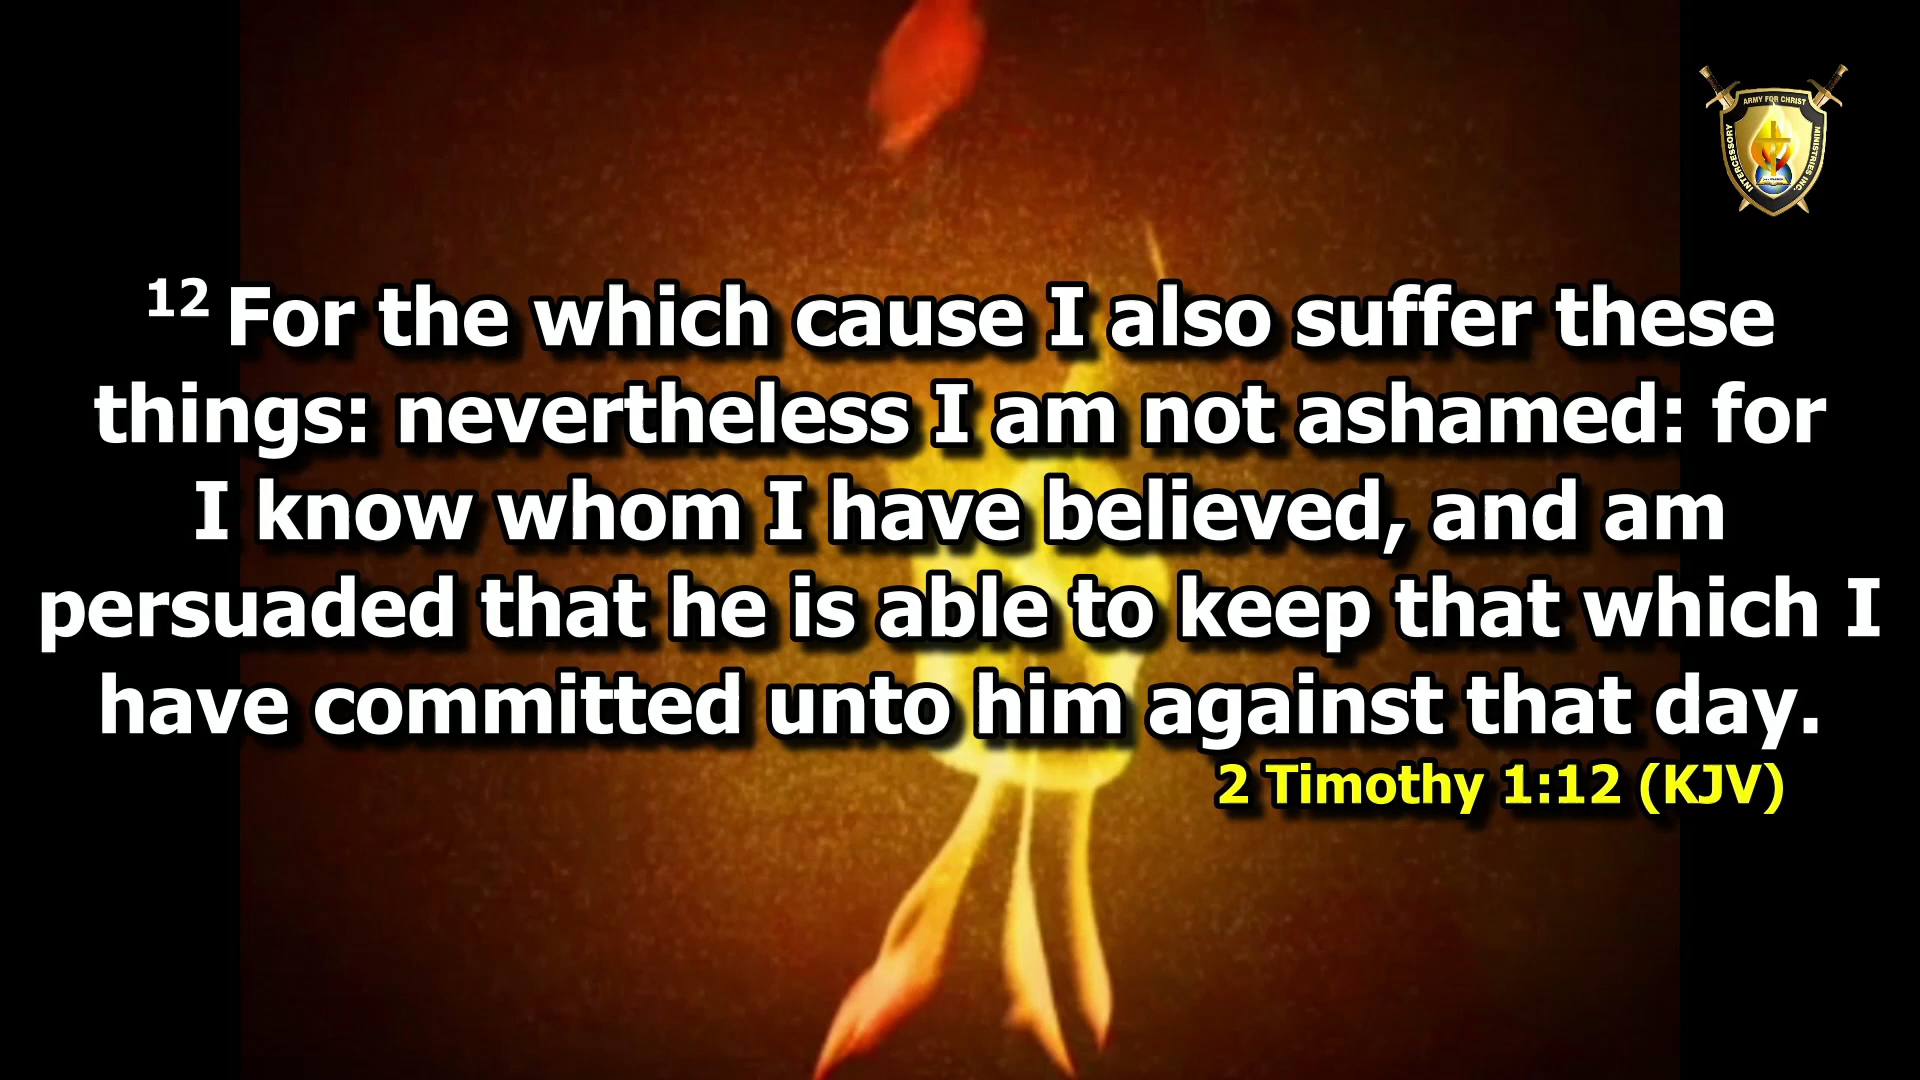 ARMY FOR CHRIST
INTERCESSORY
MINISTRIES INC.
12 For the which cause I also suffer these
things: nevertheless I am not ashamed: for
I know whom I have believed, and am
persuaded that he is able to keep that which I
have committed unto him against that day.
2 Timothy 1:12 (KJV)